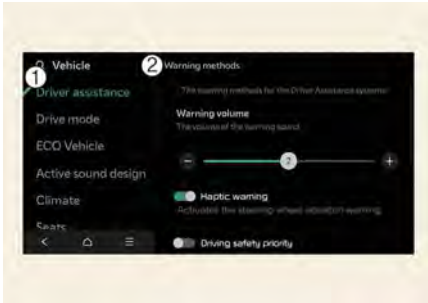 Vehicle
1
Driver assistance
Drive mode
ECO Vehicle
Active sound design
Climate
Seats
2 Warning methods
The warning methods for the Driver Assistance systems
Warning volume
The volume of the warning sound
2
Haptic warning
Activates the steering wheel vibration warning
Driving safety priority